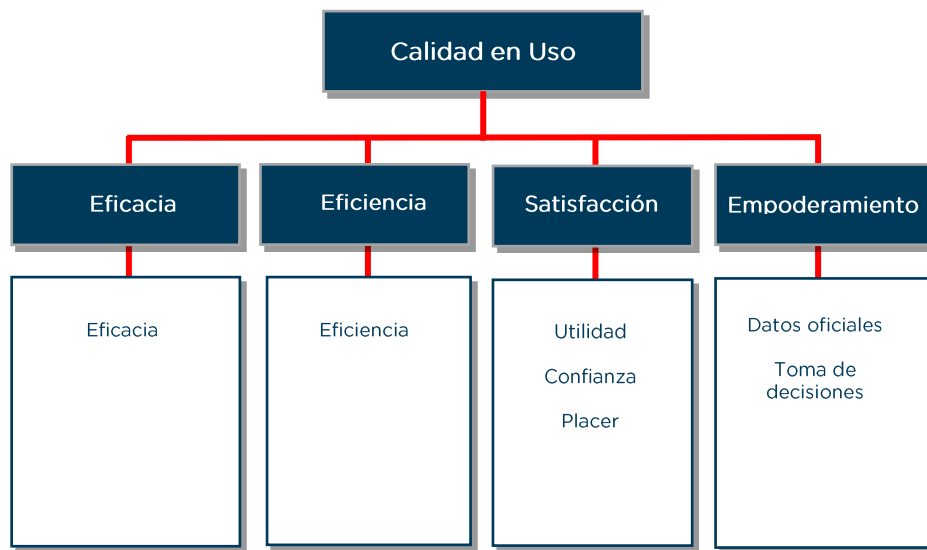 Calidad en Uso
Eficacia
Eficiencia
Satisfacción
Empoderamiento
Eficacia
Eficiencia
Utilidad
Confianza
Placer
Datos oficiales
Toma de
decisiones